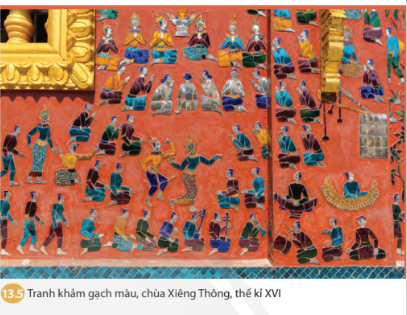 13.5 Tranh khảm gạch màu, chùa Xiêng Thông, thế kỉ XVI